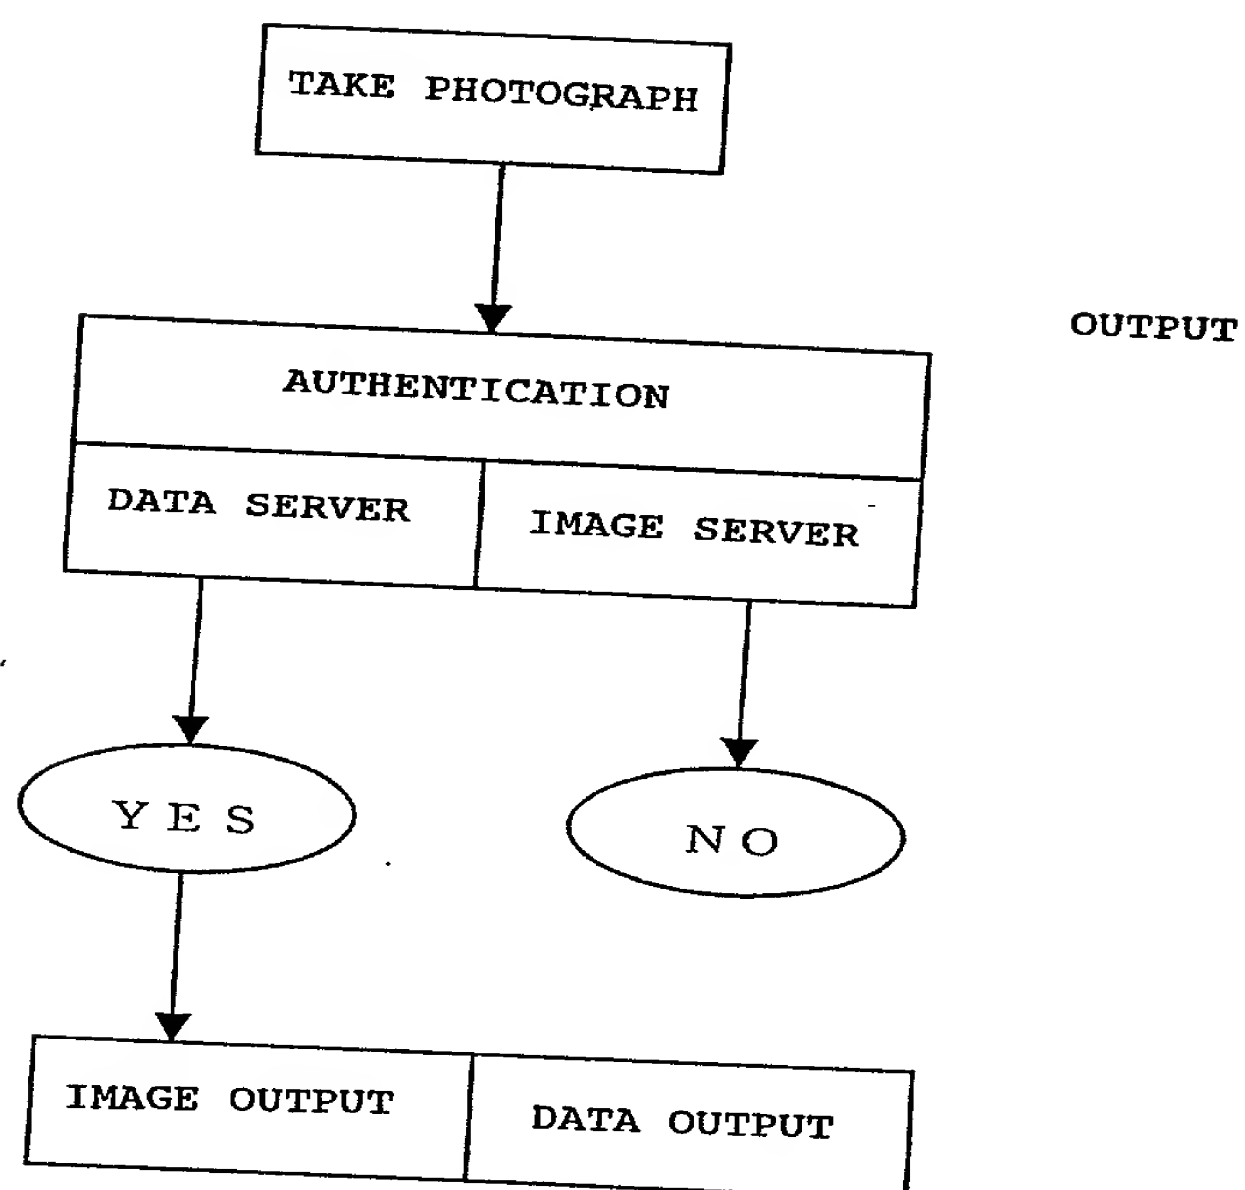 TAKE PHOTOGRAPH
OUTPUT
AUTHENTICATION
DATA SERVER
IMAGE SERVER
YES
NO
IMAGE OUTPUT
DATA OUTPUT